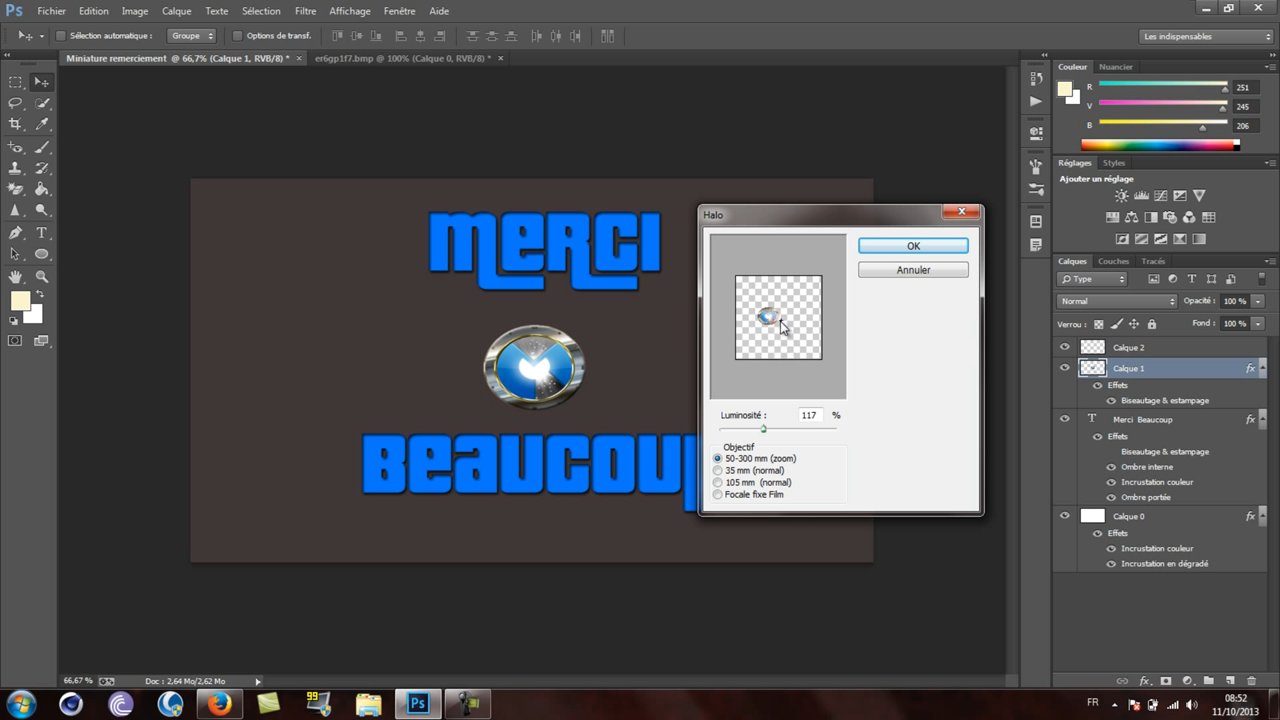 Ps Fichier Edition Image Calque Texte Sélection Filtre Affichage Fenêtre Aide
Sélection automatique : Groupe Options de transf. Les indispensables
Miniature remerciement @ 66,7% (Calque 1, RVB/8) * × er6gp1f7.bmp @ 100% (Calque 0, RVB/8) * ×
MERCI
BEAUCOUP
Halo
OK
Annuler
Luminosité : 117 %
Objectif
50-300 mm (zoom)
35 mm (normal)
105 mm (normal)
Focale fixe Film
Couleur Nuancier
R 251
V 245
B 206
Réglages Styles
Ajouter un réglage
Calques Couches Tracés
Type
Normal Opacité : 100 %
Verrou : Fond : 100 %
Calque 2
Calque 1 fx
Effets
Biseautage & estampage
T Merci Beaucoup fx
Effets
Biseautage & estampage
Ombre interne
Incrustation couleur
Ombre portée
Calque 0 fx
Effets
Incrustation couleur
Incrustation en dégradé
66,67 % Doc : 2,64 Mo/2,62 Mo
99 Ps FR 08:52
11/10/2013